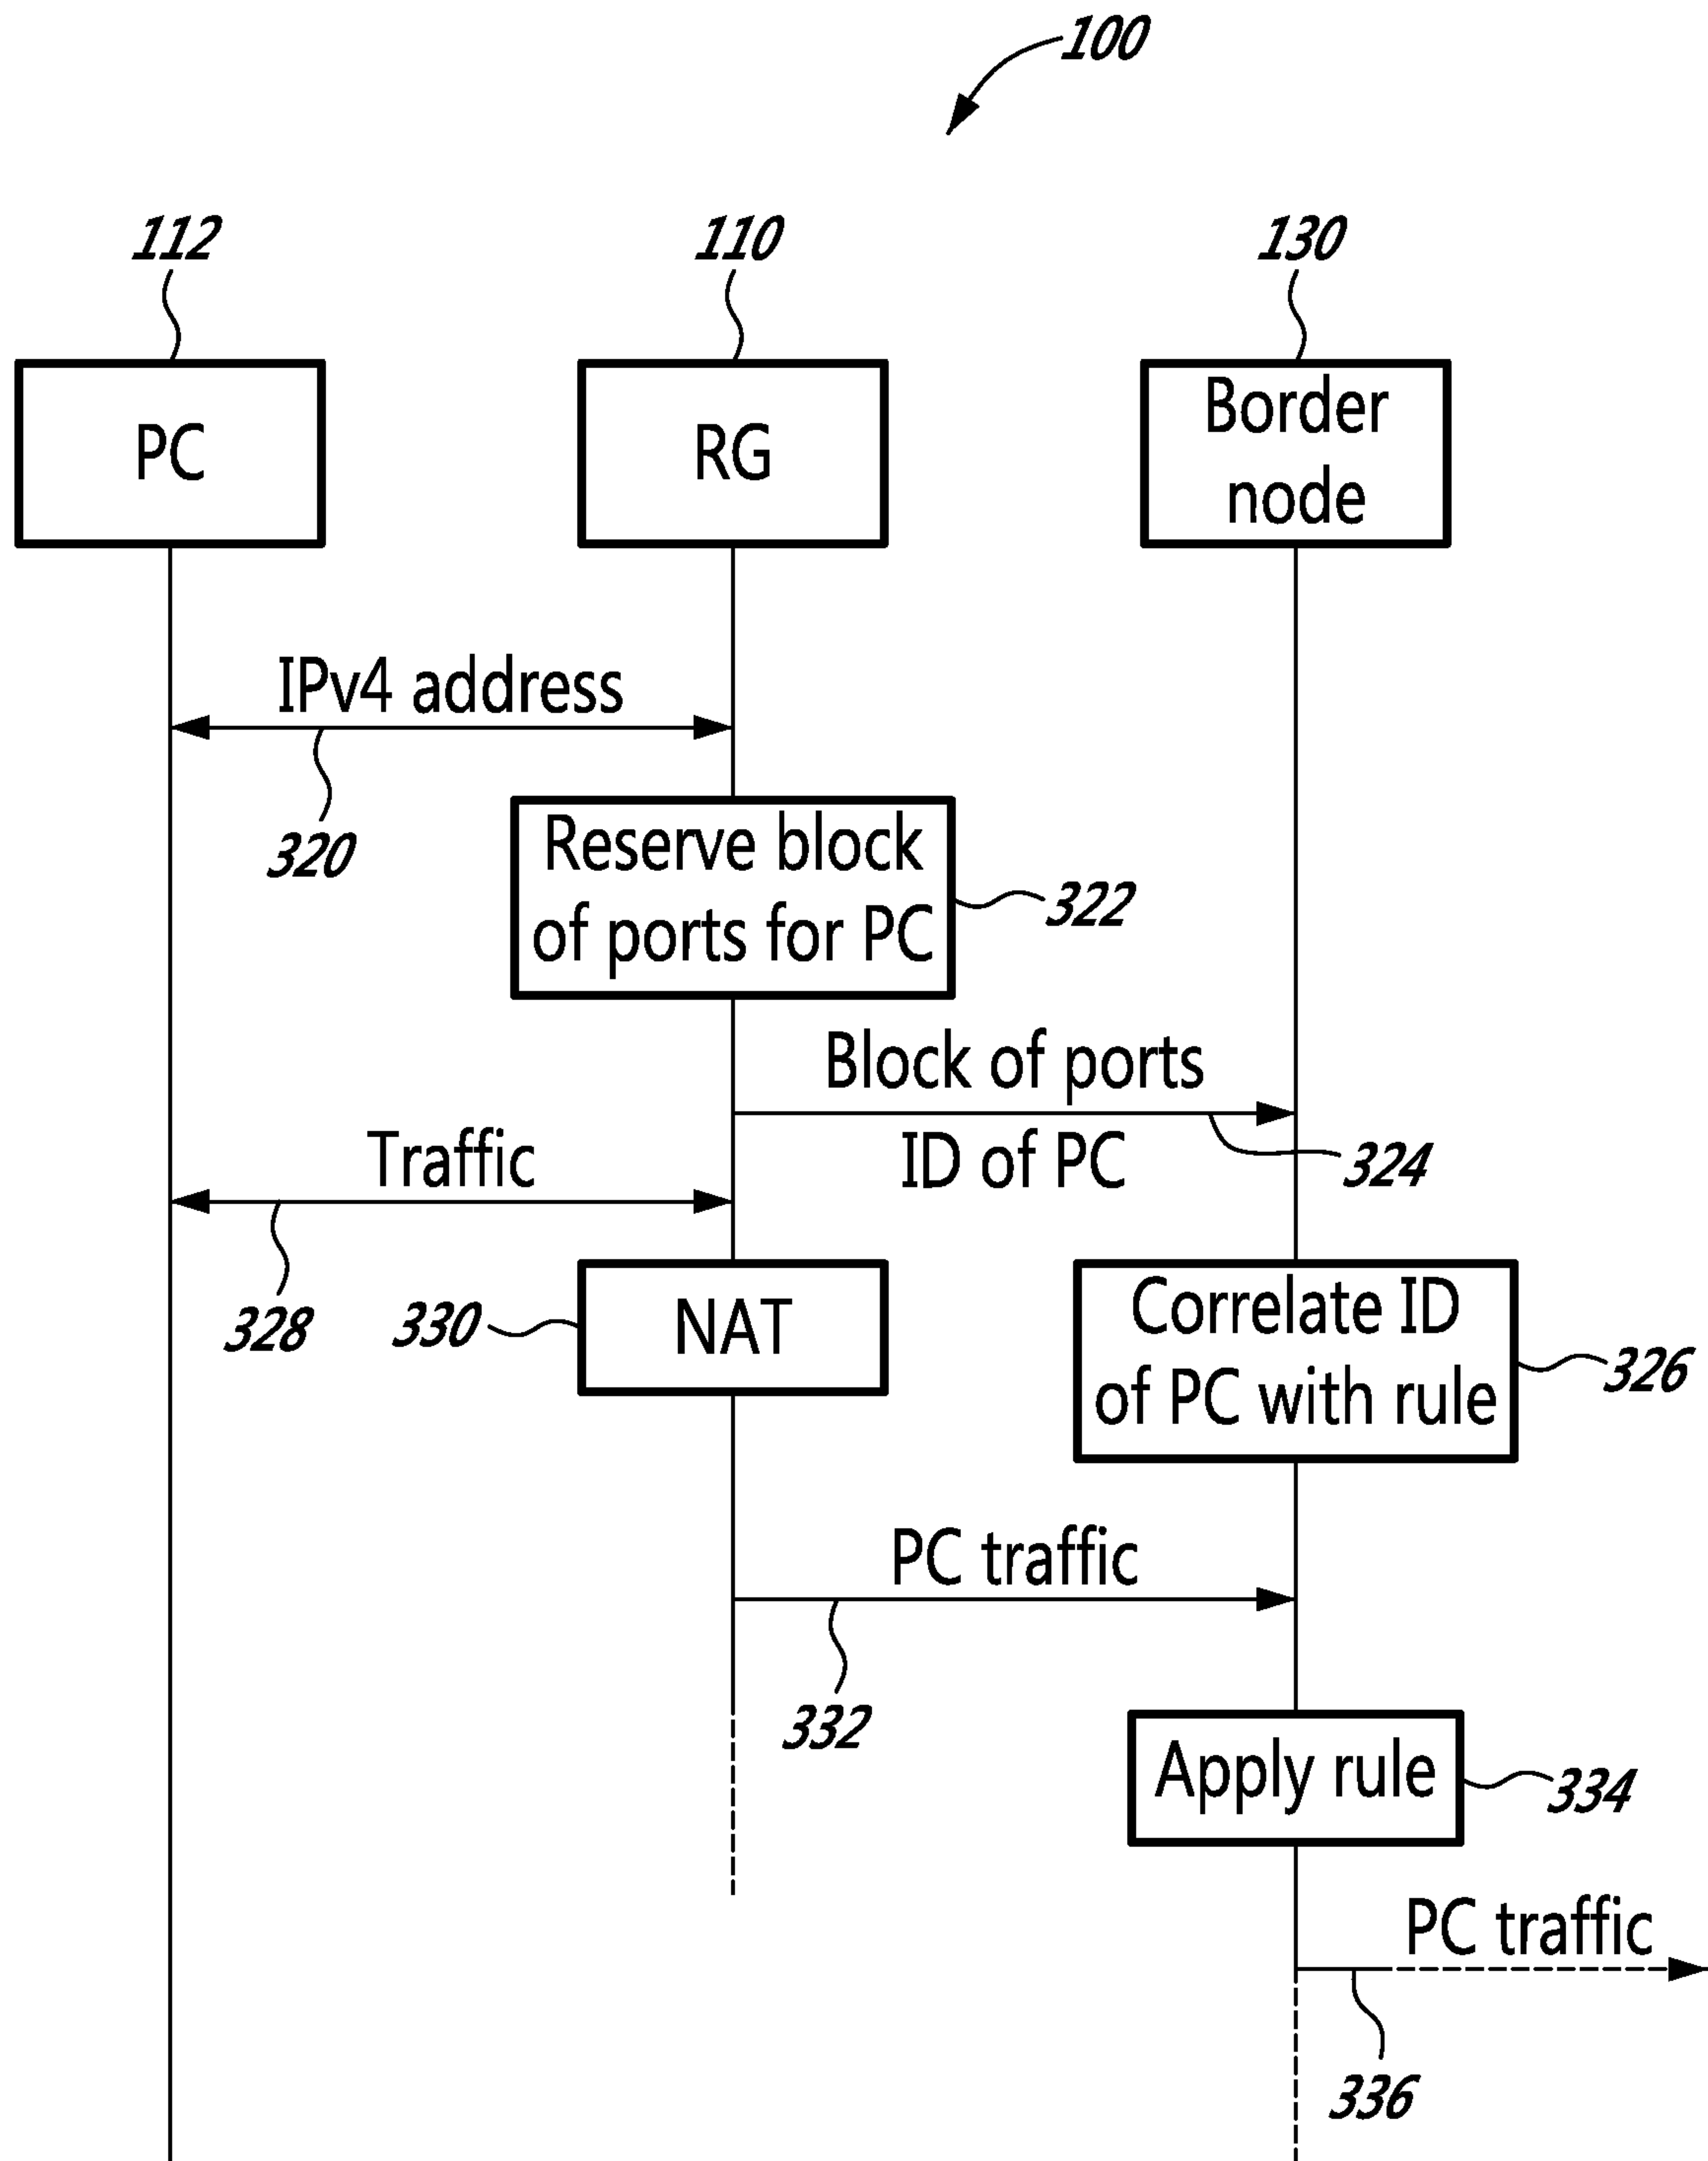 100
112
110
130
PC
RG
Border
node
IPv4 address
320
Reserve block
of ports for PC
322
Block of ports
ID of PC
324
Traffic
328
330
NAT
Correlate ID
of PC with rule
326
PC traffic
332
Apply rule
334
PC traffic
336